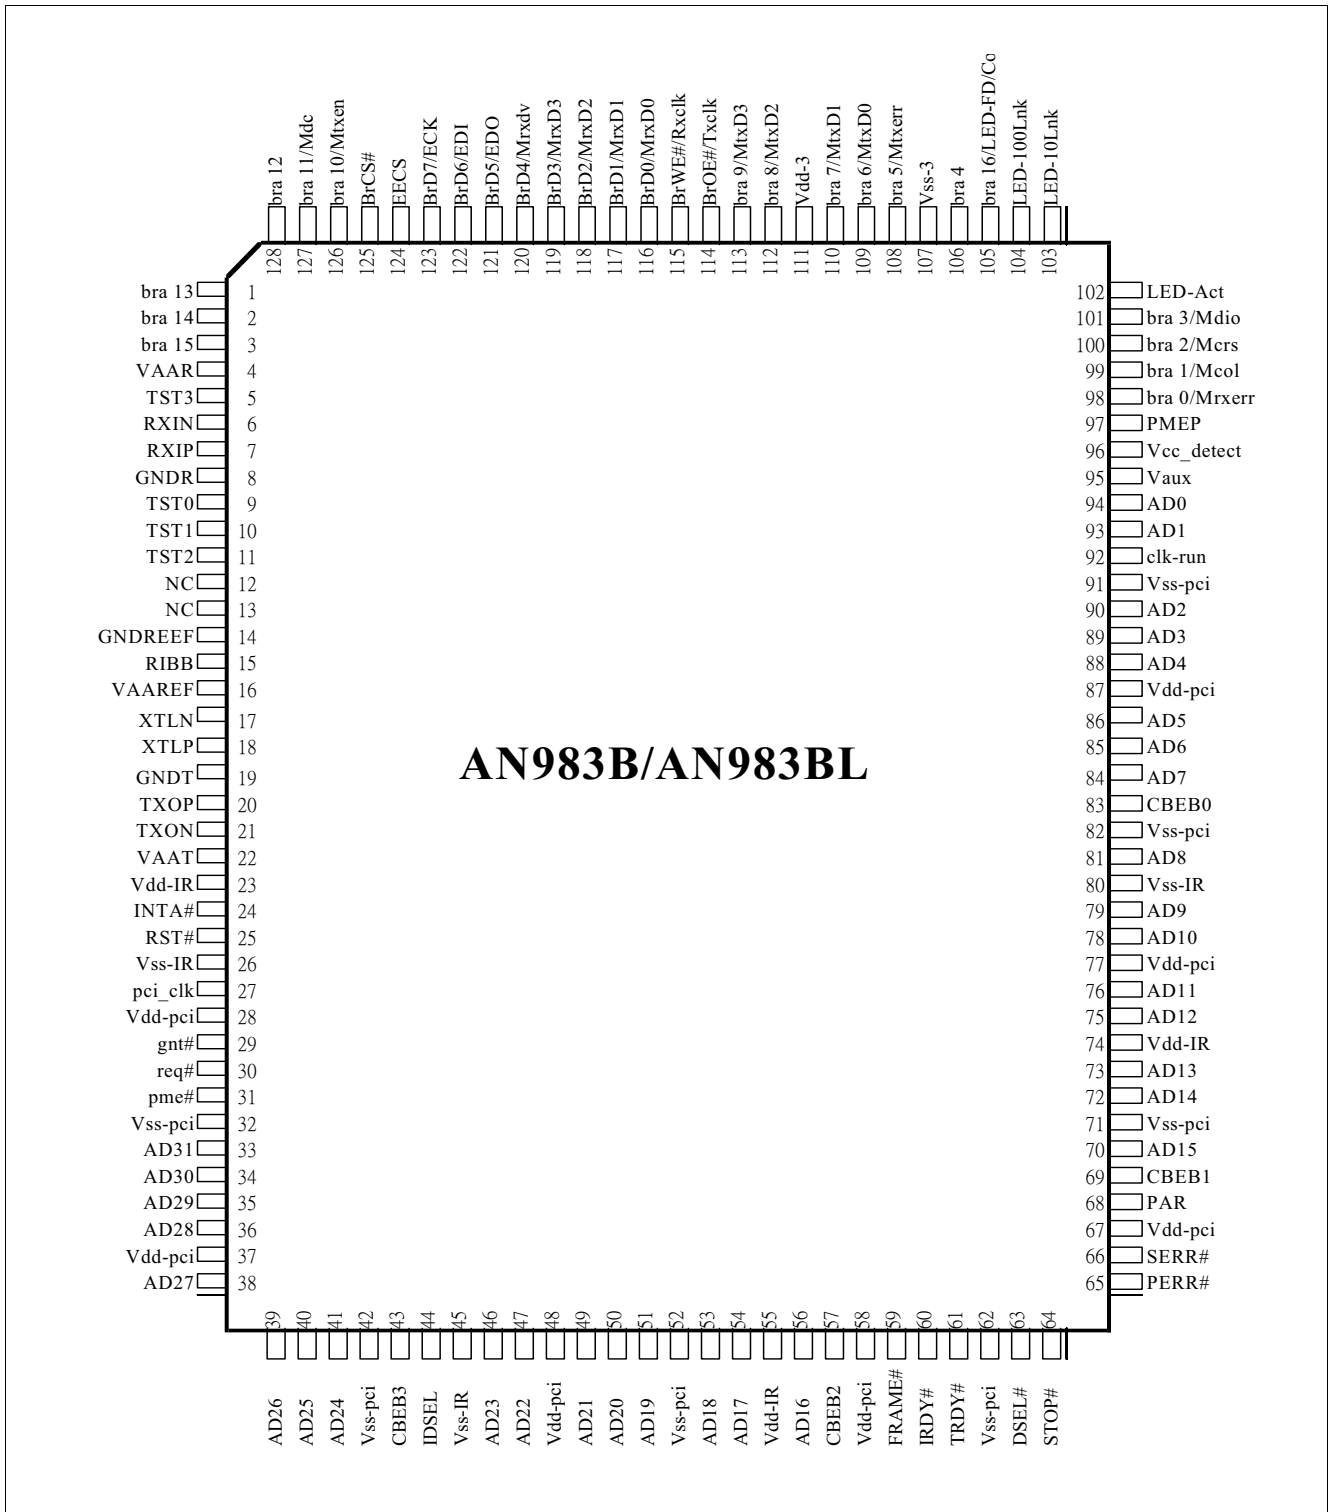 bra 12
bra 11/Mdc
bra 10/Mtxen
BrCS#
EECS
BrD7/ECK
BrD6/EDI
BrD5/EDO
BrD4/Mrxdv
BrD3/MrxD3
BrD2/MrxD2
BrD1/MrxD1
BrD0/MrxD0
BrWE#/Rxclk
BrOE#/Txclk
bra 9/MtxD3
bra 8/MtxD2
Vdd-3
bra 7/MtxD1
bra 6/MtxD0
bra 5/Mtxerr
Vss-3
bra 4
bra 16/LED-FD/Co
LED-100Lnk
LED-10Lnk
128
127
126
125
124
123
122
121
120
119
118
117
116
115
114
113
112
111
110
109
108
107
106
105
104
103
bra 13 1
bra 14 2
bra 15 3
VAAR 4
TST3 5
RXIN 6
RXIP 7
GNDR 8
TST0 9
TST1 10
TST2 11
NC 12
NC 13
GNDREEF 14
RIBB 15
VAAREF 16
XTLN 17
XTLP 18
GNDT 19
TXOP 20
TXON 21
VAAT 22
Vdd-IR 23
INTA# 24
RST# 25
Vss-IR 26
pci_clk 27
Vdd-pci 28
gnt# 29
req# 30
pme# 31
Vss-pci 32
AD31 33
AD30 34
AD29 35
AD28 36
Vdd-pci 37
AD27 38
AN983B/AN983BL
102 LED-Act
101 bra 3/Mdio
100 bra 2/Mcrs
99 bra 1/Mcol
98 bra 0/Mrxerr
97 PMEP
96 Vcc_detect
95 Vaux
94 AD0
93 AD1
92 clk-run
91 Vss-pci
90 AD2
89 AD3
88 AD4
87 Vdd-pci
86 AD5
85 AD6
84 AD7
83 CBEB0
82 Vss-pci
81 AD8
80 Vss-IR
79 AD9
78 AD10
77 Vdd-pci
76 AD11
75 AD12
74 Vdd-IR
73 AD13
72 AD14
71 Vss-pci
70 AD15
69 CBEB1
68 PAR
67 Vdd-pci
66 SERR#
65 PERR#
39
40
41
42
43
44
45
46
47
48
49
50
51
52
53
54
55
56
57
58
59
60
61
62
63
64
AD26
AD25
AD24
Vss-pci
CBEB3
IDSEL
Vss-IR
AD23
AD22
Vdd-pci
AD21
AD20
AD19
Vss-pci
AD18
AD17
Vdd-IR
AD16
CBEB2
Vdd-pci
FRAME#
IRDY#
TRDY#
Vss-pci
DSEL#
STOP#